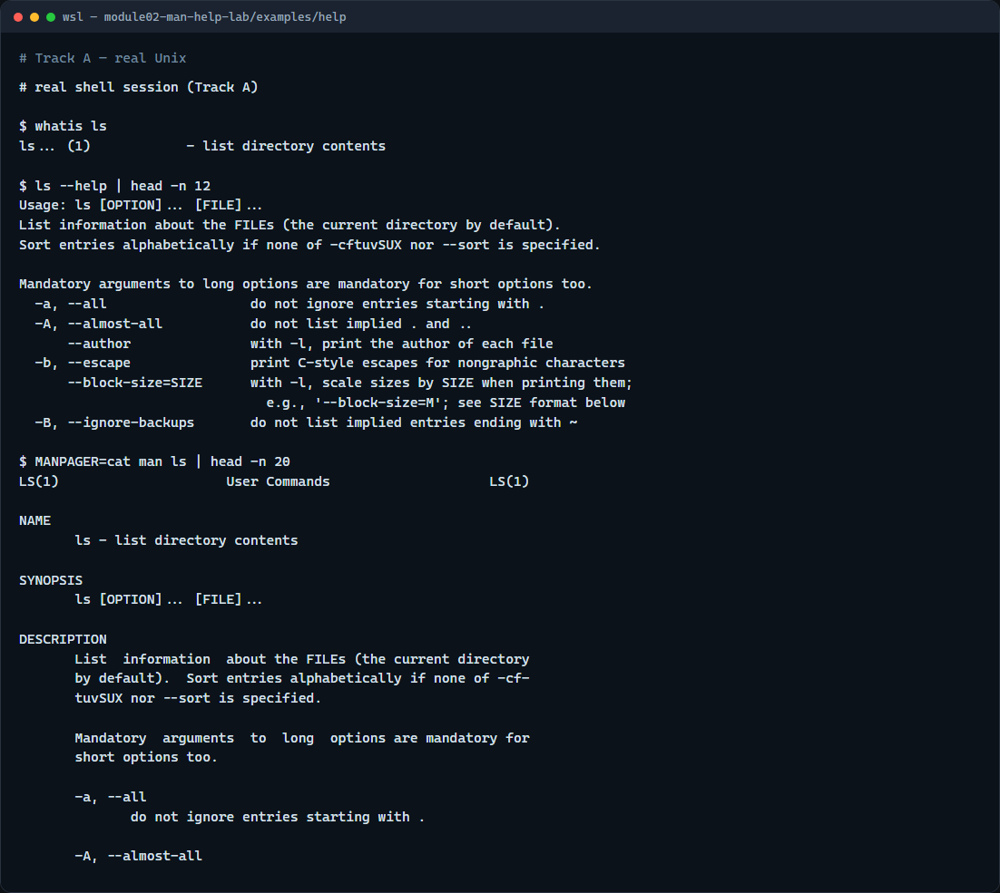 wsl — module02-man-help-lab/examples/help
# Track A — real Unix
# real shell session (Track A)
$ whatis ls
ls... (1)            - list directory contents
$ ls --help | head -n 12
Usage: ls [OPTION]... [FILE]...
List information about the FILEs (the current directory by default).
Sort entries alphabetically if none of -cftuvSUX nor --sort is specified.
Mandatory arguments to long options are mandatory for short options too.
  -a, --all                  do not ignore entries starting with .
  -A, --almost-all           do not list implied . and ..
      --author               with -l, print the author of each file
  -b, --escape               print C-style escapes for nongraphic characters
      --block-size=SIZE      with -l, scale sizes by SIZE when printing them;
                               e.g., '--block-size=M'; see SIZE format below
  -B, --ignore-backups       do not list implied entries ending with ~
$ MANPAGER=cat man ls | head -n 20
LS(1)                     User Commands                    LS(1)
NAME
       ls - list directory contents
SYNOPSIS
       ls [OPTION]... [FILE]...
DESCRIPTION
       List  information  about the FILEs (the current directory
       by default).  Sort entries alphabetically if none of -cf-
       tuvSUX nor --sort is specified.
       Mandatory  arguments  to  long  options are mandatory for
       short options too.
       -a, --all
              do not ignore entries starting with .
       -A, --almost-all